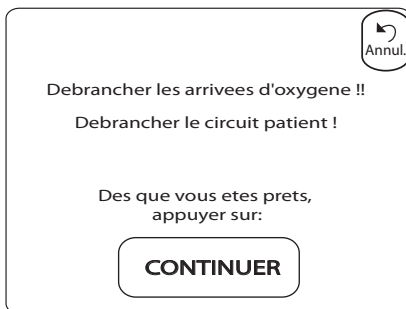 Annul.
Debrancher les arrivees d'oxygene !!
Debrancher le circuit patient !
Des que vous etes prets,
appuyer sur:
CONTINUER